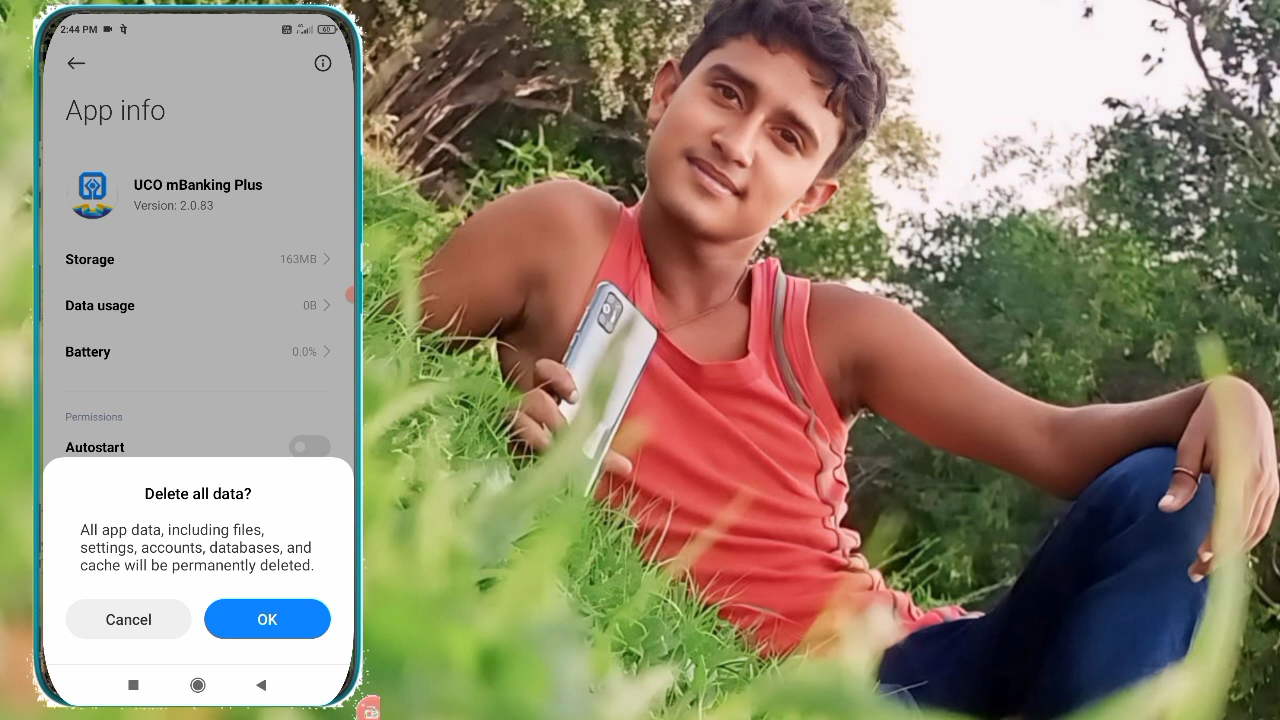 2:44 PM
60
App info
UCO mBanking Plus
Version: 2.0.83
Storage 163MB
Data usage 0B
Battery 0.0%
Permissions
Autostart
Delete all data?
All app data, including files,
settings, accounts, databases, and
cache will be permanently deleted.
Cancel OK